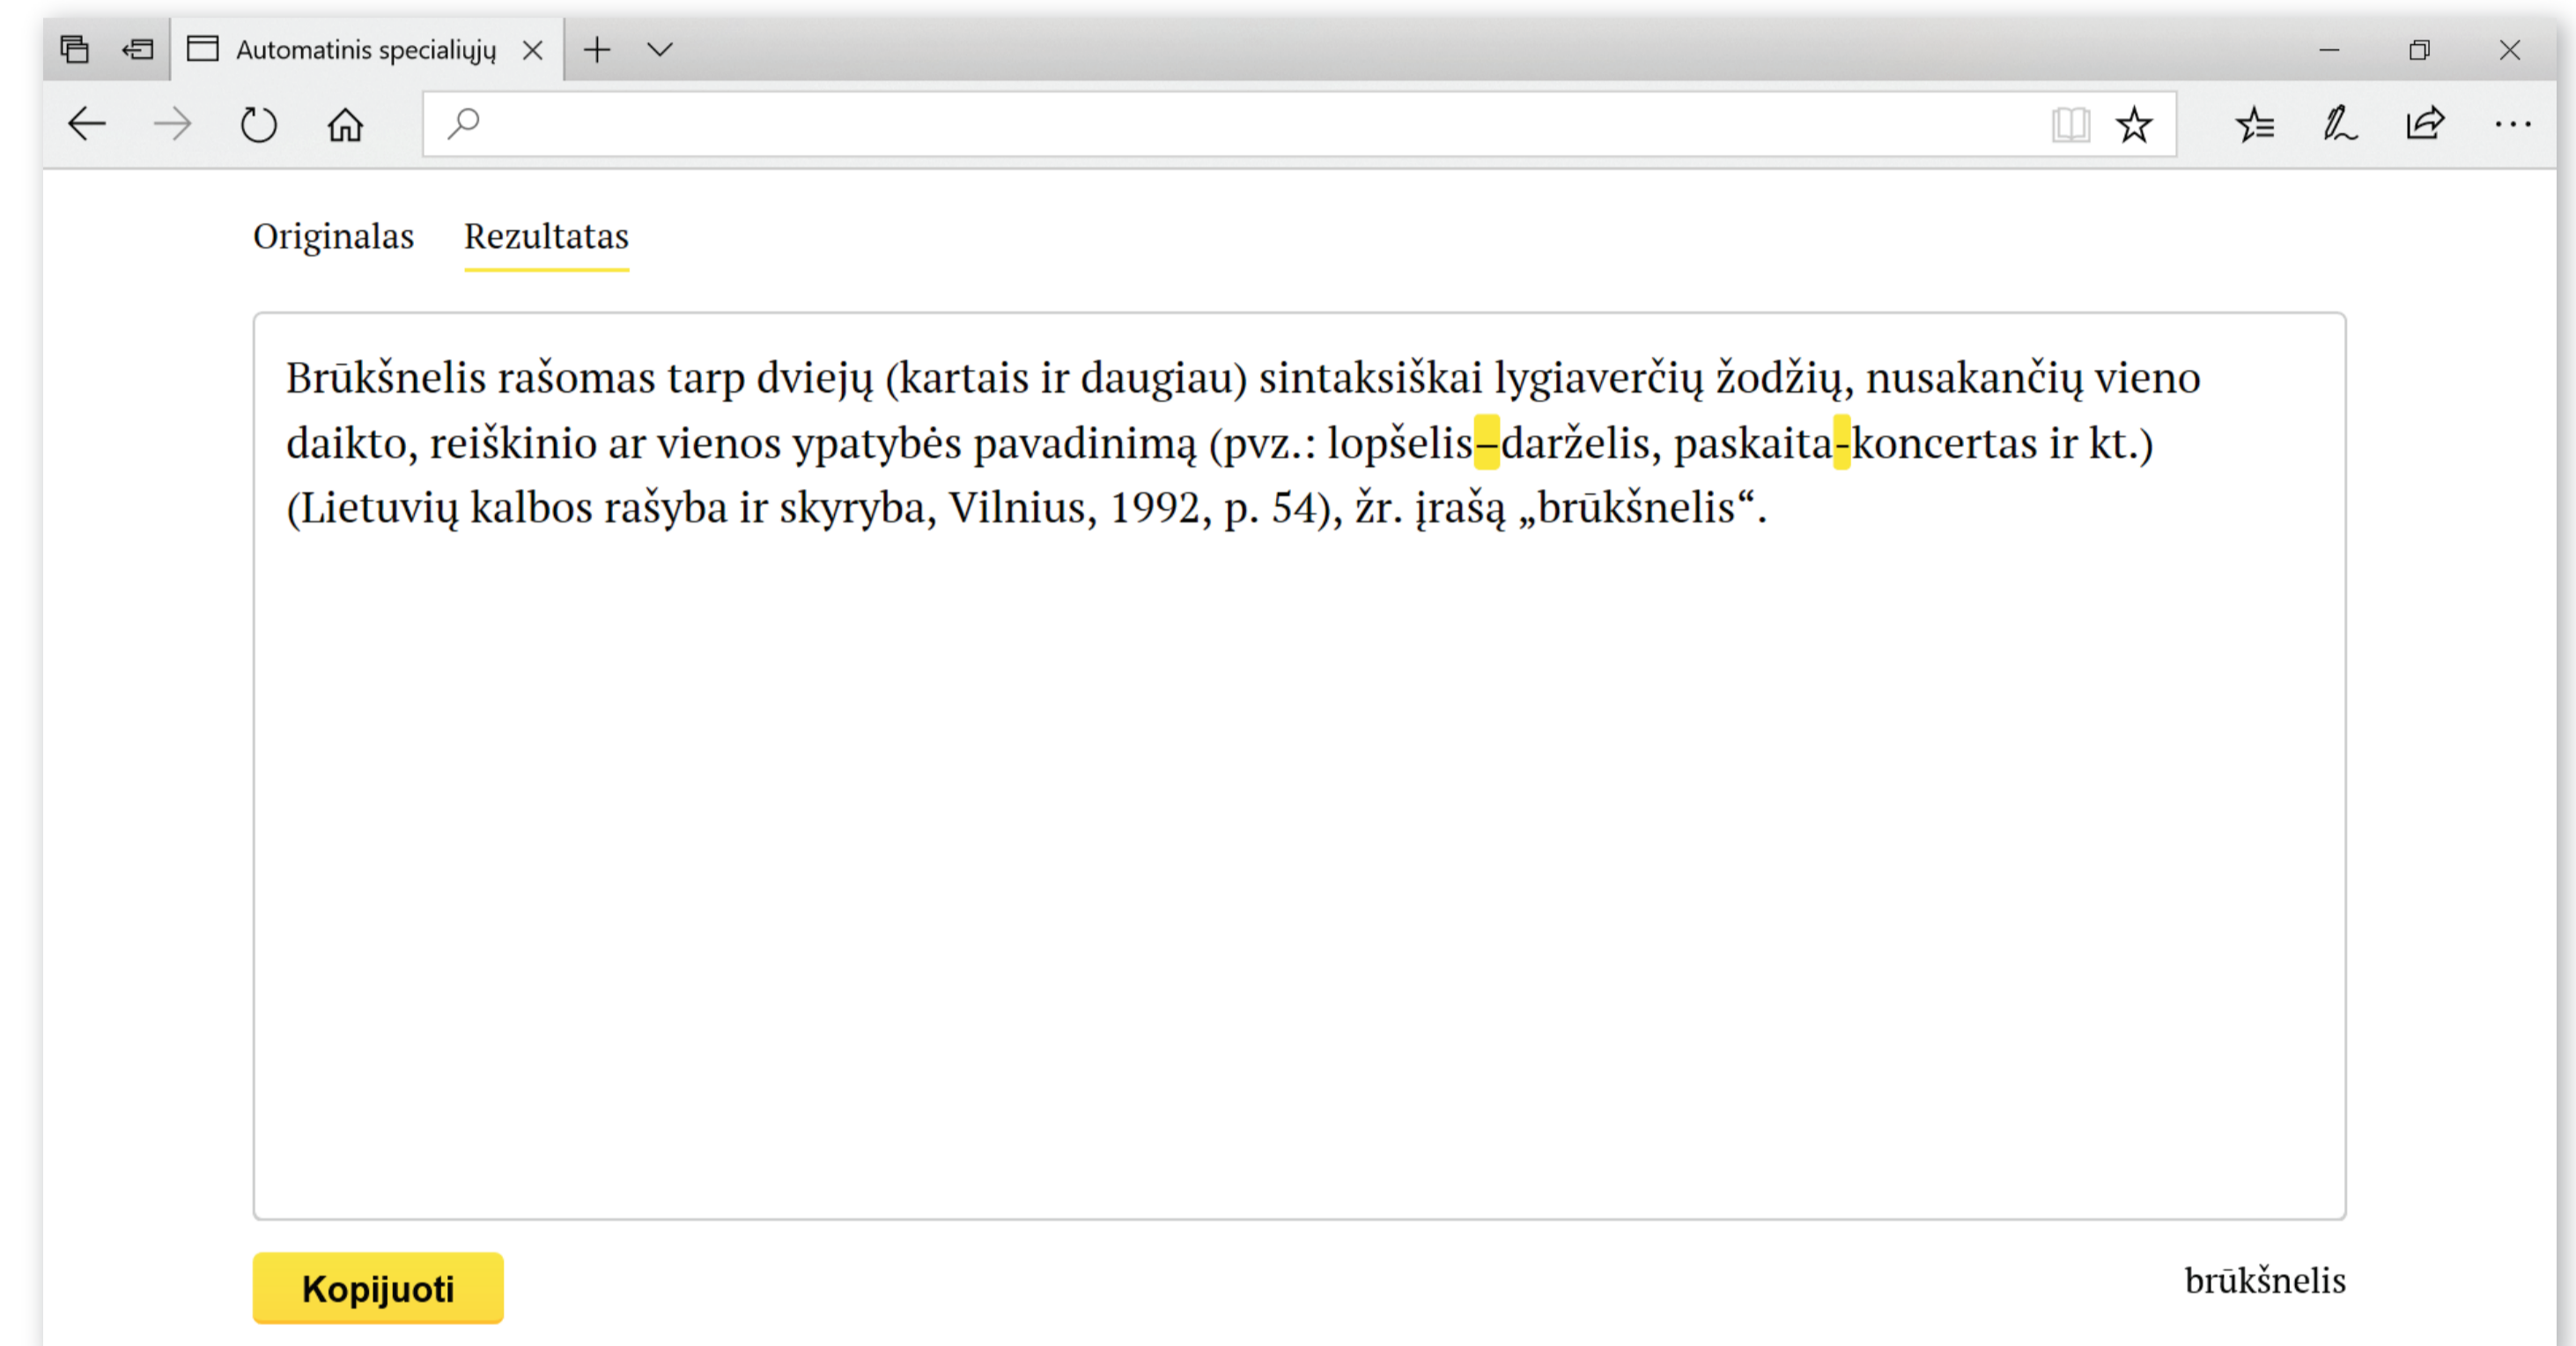 Automatinis specialiųjų
Originalas Rezultatas
Brūkšnelis rašomas tarp dviejų (kartais ir daugiau) sintaksiškai lygiaverčių žodžių, nusakančių vieno
daikto, reiškinio ar vienos ypatybės pavadinimą (pvz.: lopšelis–darželis, paskaita-koncertas ir kt.)
(Lietuvių kalbos rašyba ir skyryba, Vilnius, 1992, p. 54), žr. įrašą „brūkšnelis“.
Kopijuoti
brūkšnelis